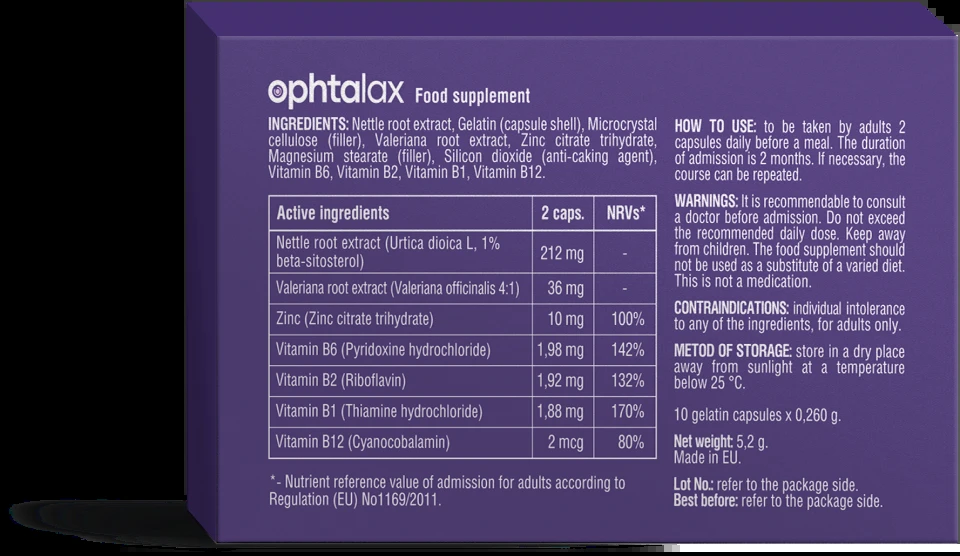 ophtalax Food supplement
INGREDIENTS: Nettle root extract, Gelatin (capsule shell), Microcrystal
cellulose (filler), Valeriana root extract, Zinc citrate trihydrate,
Magnesium stearate (filler), Silicon dioxide (anti-caking agent),
Vitamin B6, Vitamin B2, Vitamin B1, Vitamin B12.
Active ingredients 2 caps. NRVs*
Nettle root extract (Urtica dioica L, 1%
beta-sitosterol) 212 mg -
Valeriana root extract (Valeriana officinalis 4:1) 36 mg -
Zinc (Zinc citrate trihydrate) 10 mg 100%
Vitamin B6 (Pyridoxine hydrochloride) 1,98 mg 142%
Vitamin B2 (Riboflavin) 1,92 mg 132%
Vitamin B1 (Thiamine hydrochloride) 1,88 mg 170%
Vitamin B12 (Cyanocobalamin) 2 mcg 80%
*- Nutrient reference value of admission for adults according to
Regulation (EU) No1169/2011.
HOW TO USE: to be taken by adults 2
capsules daily before a meal. The duration
of admission is 2 months. If necessary, the
course can be repeated.
WARNINGS: It is recommendable to consult
a doctor before admission. Do not exceed
the recommended daily dose. Keep away
from children. The food supplement should
not be used as a substitute of a varied diet.
This is not a medication.
CONTRAINDICATIONS: individual intolerance
to any of the ingredients, for adults only.
METOD OF STORAGE: store in a dry place
away from sunlight at a temperature
below 25 °C.
10 gelatin capsules x 0,260 g.
Net weight: 5,2 g.
Made in EU.
Lot No.: refer to the package side.
Best before: refer to the package side.